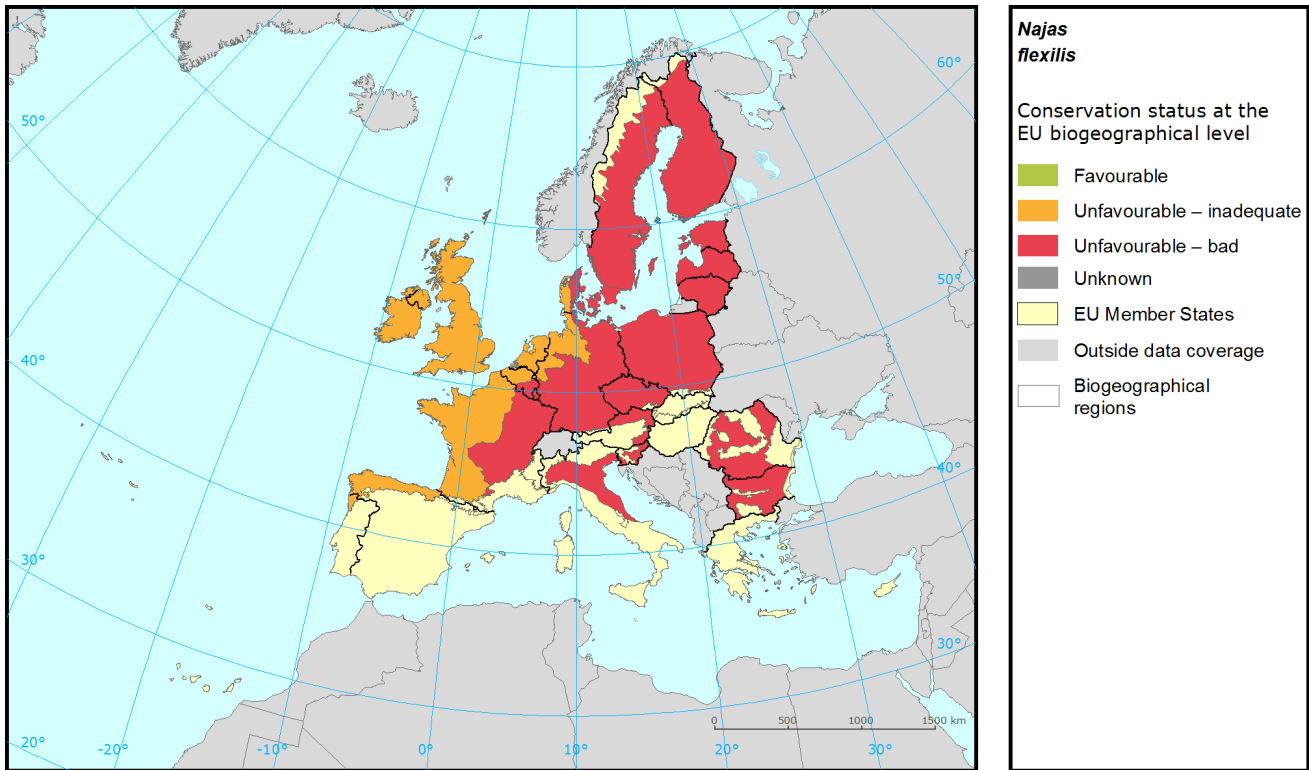 Najas
flexilis
Conservation status at the
EU biogeographical level
Favourable
Unfavourable – inadequate
Unfavourable – bad
Unknown
EU Member States
Outside data coverage
Biogeographical
regions
60°
50°
50°
40°
40°
30°
30°
0 500 1000 1500 km
20° -20° -10° 0° 10° 20° 30°